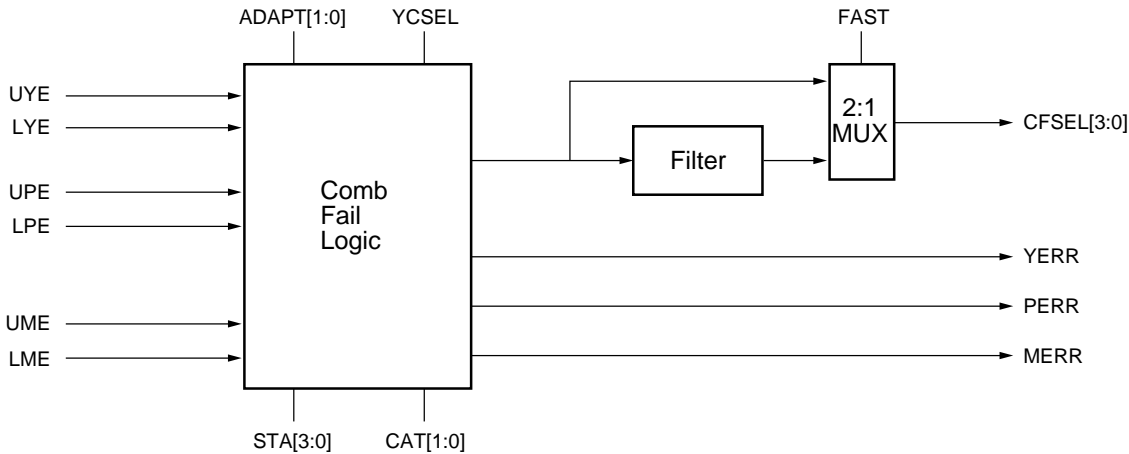 ADAPT[1:0]
YCSEL
FAST
UYE
LYE
UPE
LPE
UME
LME
Comb
Fail
Logic
Filter
2:1
MUX
CFSEL[3:0]
YERR
PERR
MERR
STA[3:0]
CAT[1:0]